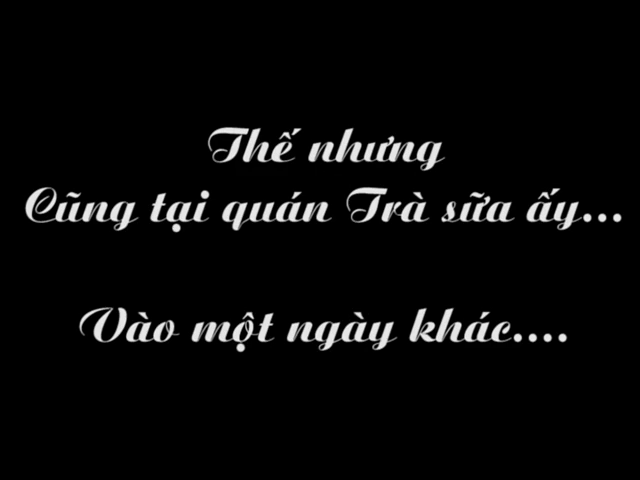 Thế nhưng
Cũng tại quán Trà sữa ấy...
Vào một ngày khác....